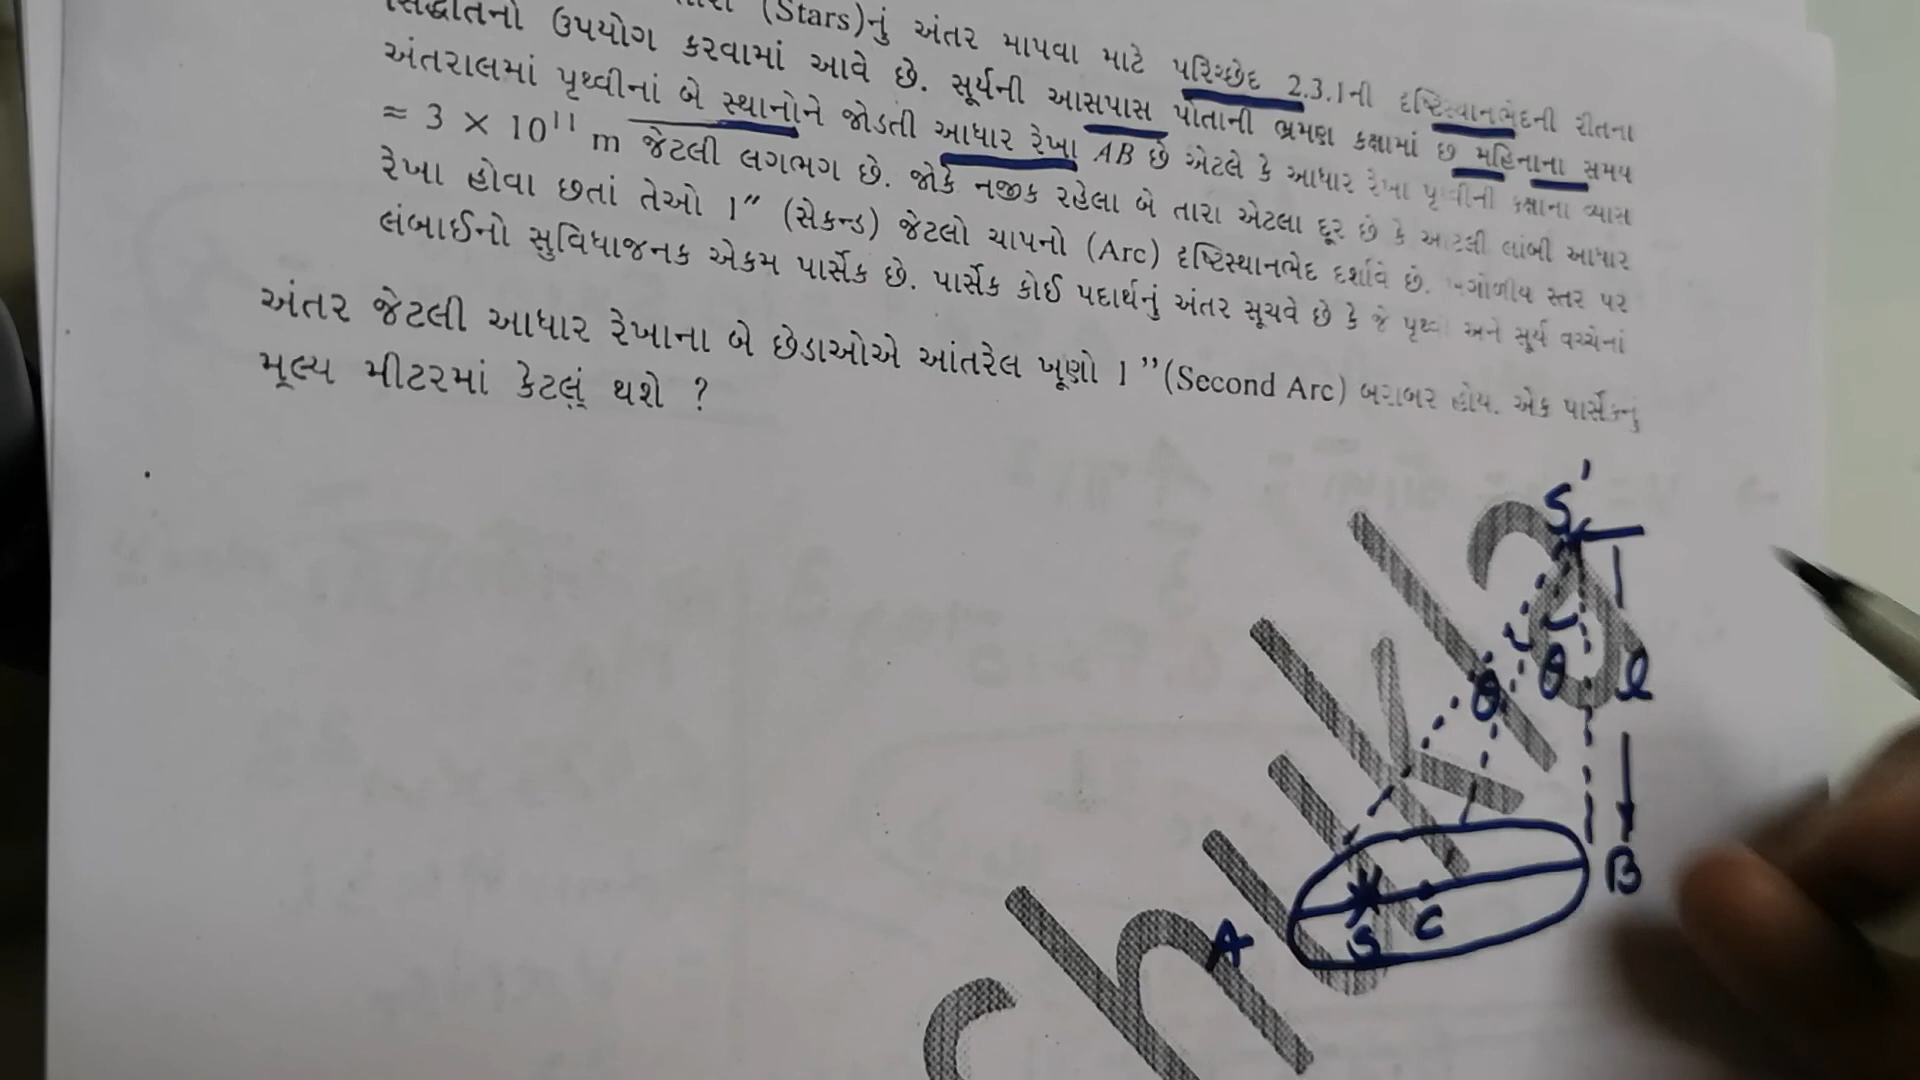 (Stars)નું અંતર માપવા માટે પરિચ્છેદ 2.3.1ની દૃષ્ટિસ્થાનભેદની રીતના
સિદ્ધાંતનો ઉપયોગ કરવામાં આવે છે. સૂર્યની આસપાસ પોતાની ભ્રમણ કક્ષામાં છ મહિનાના સમય
અંતરાલમાં પૃથ્વીનાં બે સ્થાનોને જોડતી આધાર રેખા AB છે એટલે કે આધાર રેખા પૃથ્વીની કક્ષાના વ્યાસ
≈ 3 × 10¹¹ m જેટલી લગભગ છે. જોકે નજીક રહેલા બે તારા એટલા દૂર છે કે આટલી લાંબી આધાર
રેખા હોવા છતાં તેઓ 1″ (સેકન્ડ) જેટલો ચાપનો (Arc) દૃષ્ટિસ્થાનભેદ દર્શાવે છે. ખગોળીય સ્તર પર
લંબાઈનો સુવિધાજનક એકમ પાર્સેક છે. પાર્સેક કોઈ પદાર્થનું અંતર સૂચવે છે કે જે પૃથ્વી અને સૂર્ય વચ્ચેનાં
અંતર જેટલી આધાર રેખાના બે છેડાઓએ આંતરેલ ખૂણો 1”(Second Arc) બરાબર હોય. એક પાર્સેકનું
મૂલ્ય મીટરમાં કેટલું થશે ?
S'
θ θ l
A S C B